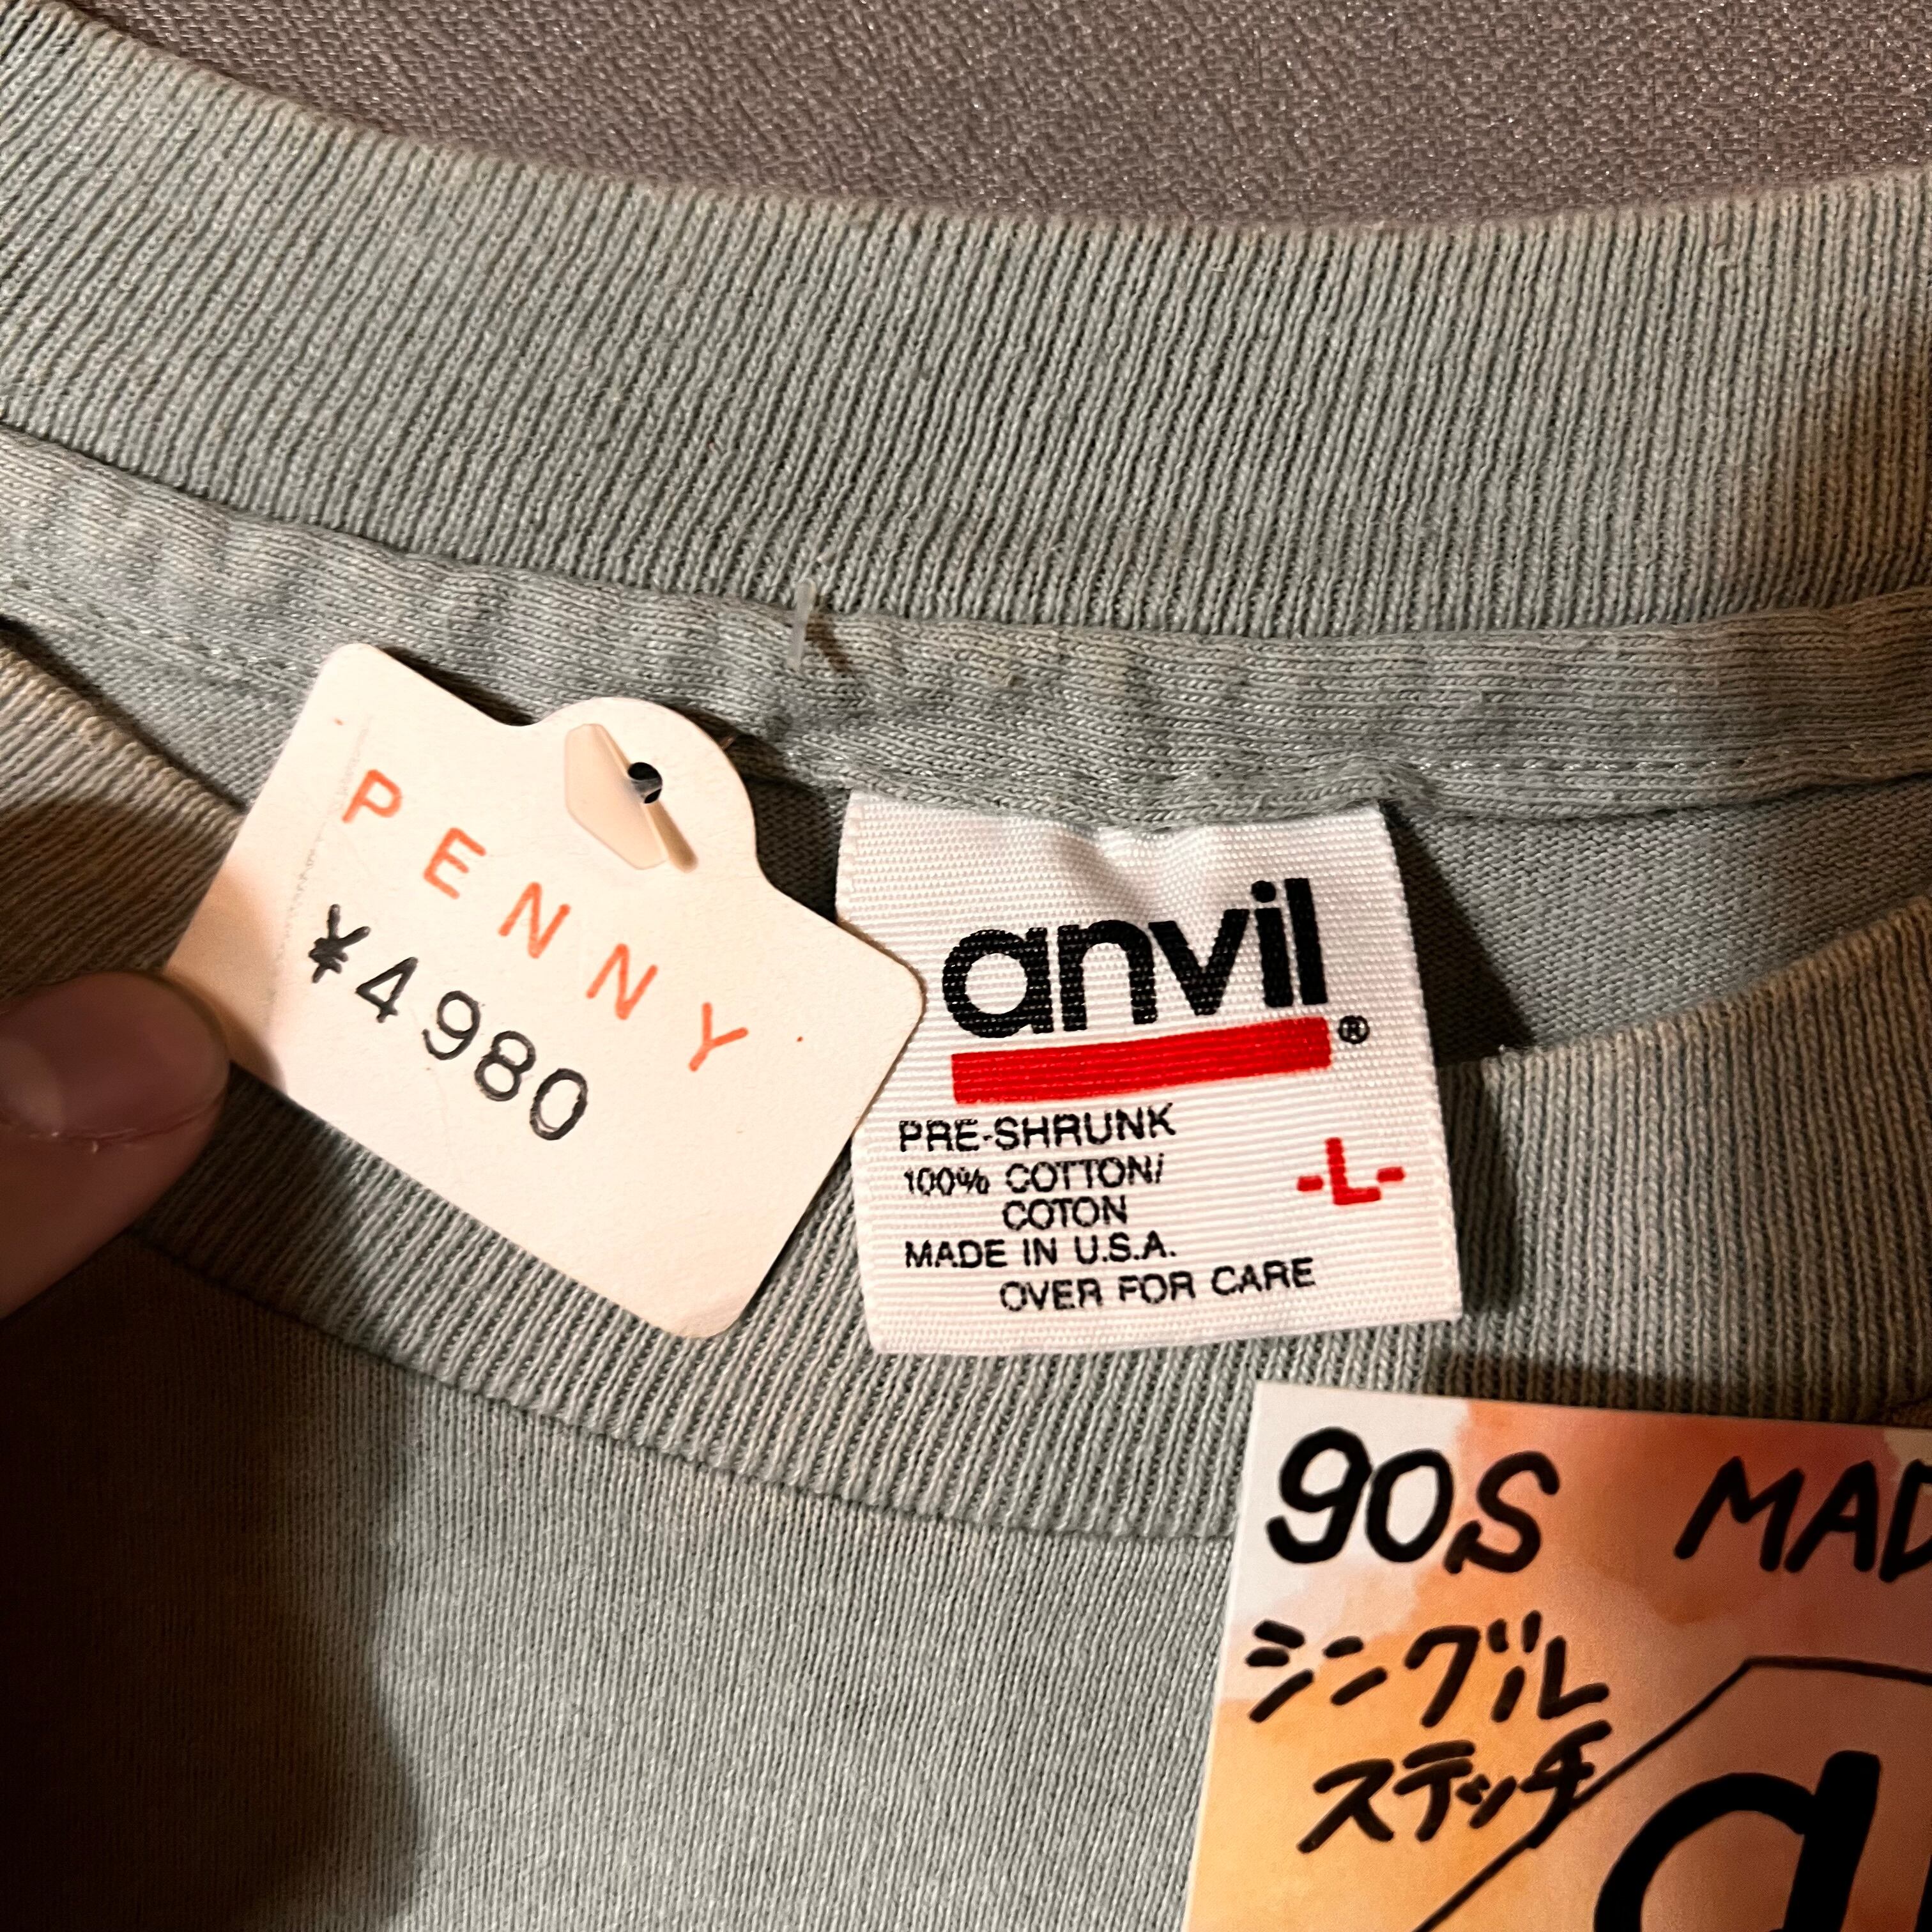 PENNY
¥4980
anvil®
PRE-SHRUNK
100% COTTON/
COTON
-L-
MADE IN U.S.A.
OVER FOR CARE
90S
シングル
ステッチ